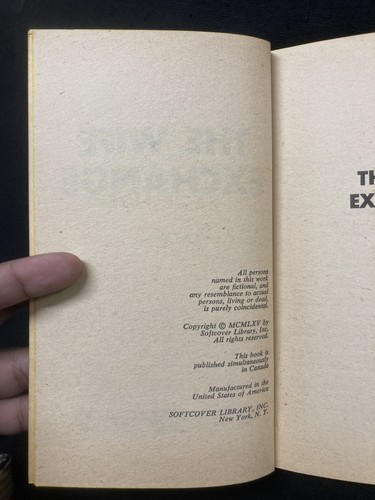 All persons
named in this work
are fictional, and
any resemblance to actual
persons, living or dead,
is purely coincidental.
Copyright © MCMLXV by
Softcover Library, Inc.
All rights reserved.
This book is
published simultaneously
in Canada
Manufactured in the
United States of America
SOFTCOVER LIBRARY, INC.
New York, N. Y.
TH
EX